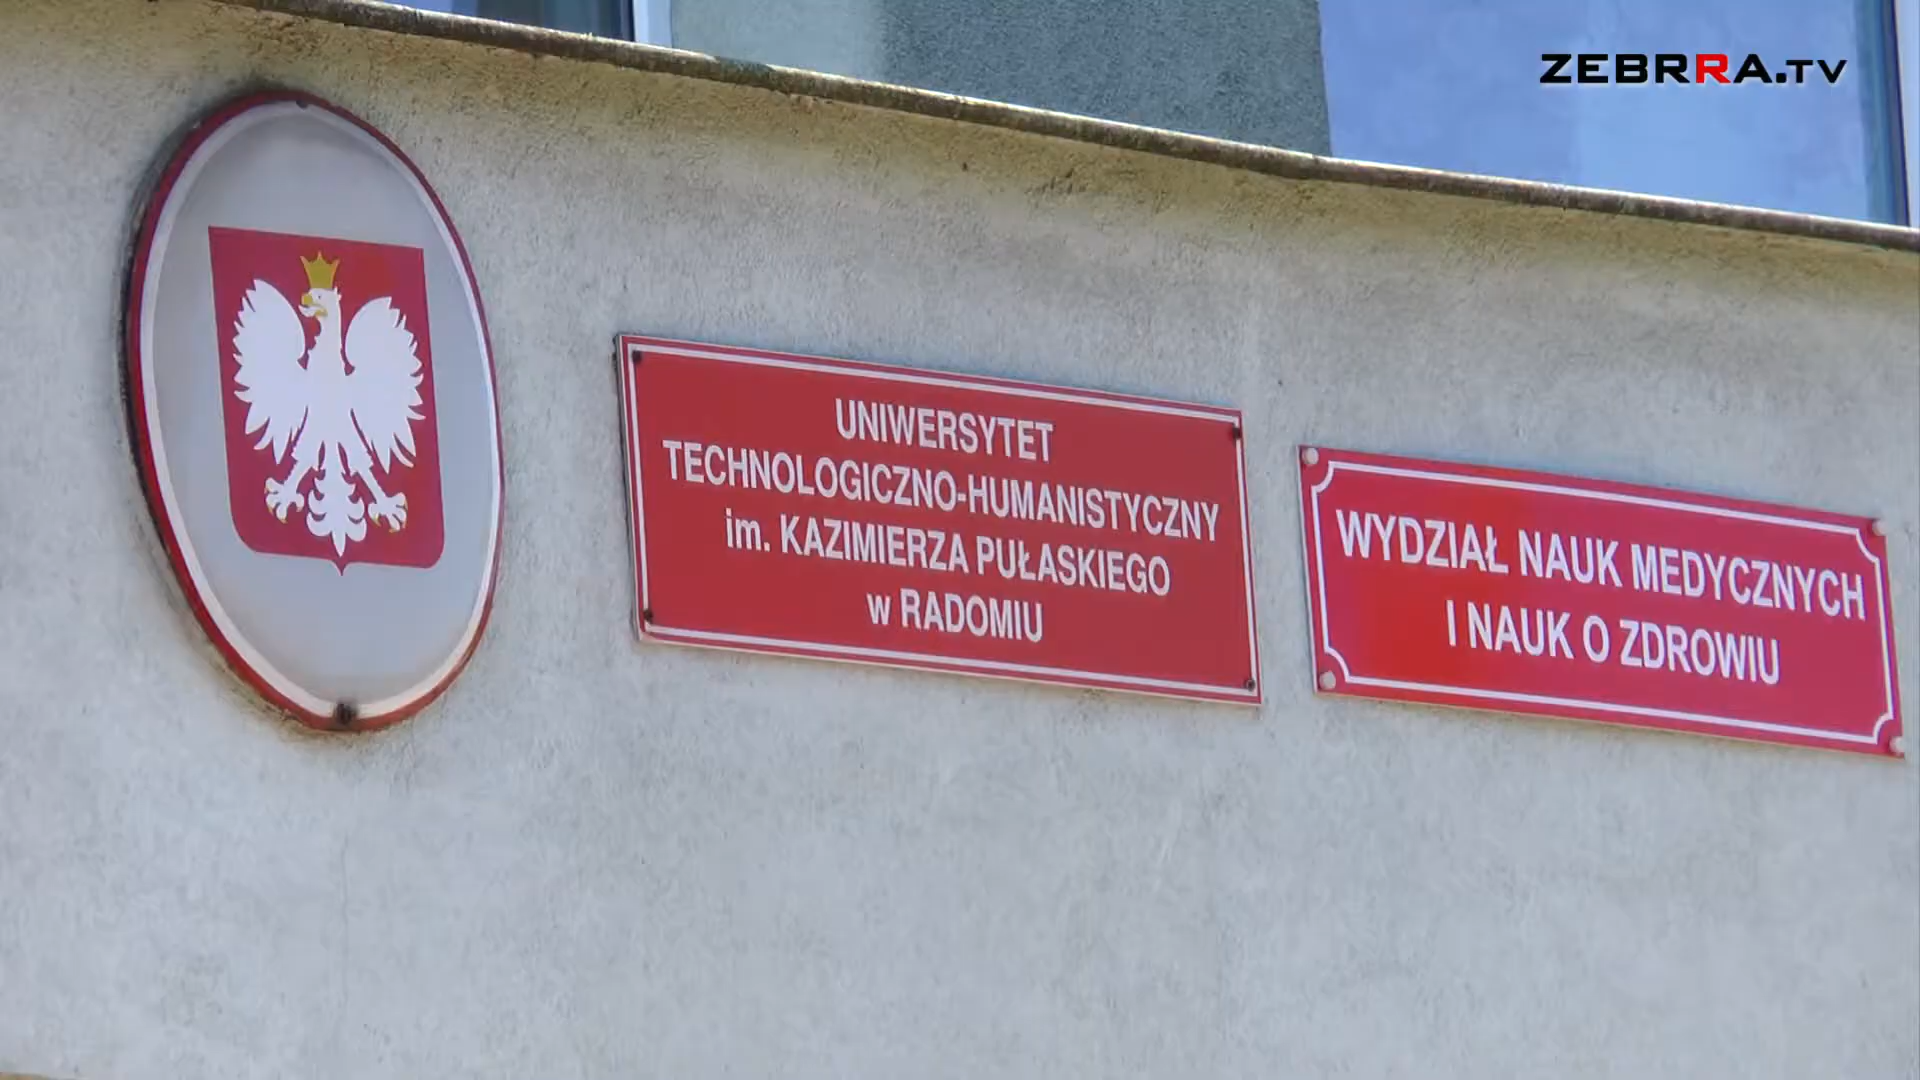 ZEBRRA.TV
UNIWERSYTET
TECHNOLOGICZNO-HUMANISTYCZNY
im. KAZIMIERZA PUŁASKIEGO
w RADOMIU
WYDZIAŁ NAUK MEDYCZNYCH
I NAUK O ZDROWIU